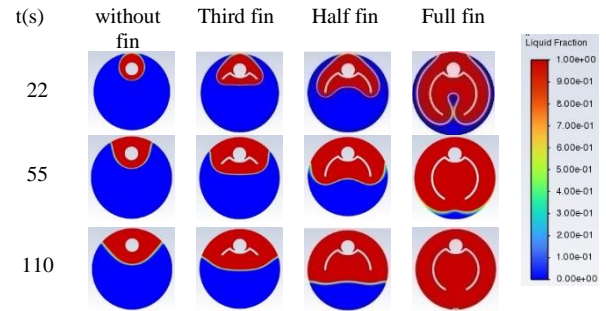 t(s) without fin Third fin Half fin Full fin
Liquid Fraction
1.00e+00
9.00e-01
8.00e-01
7.00e-01
6.00e-01
5.00e-01
4.00e-01
3.00e-01
2.00e-01
1.00e-01
0.00e+00
22
55
110